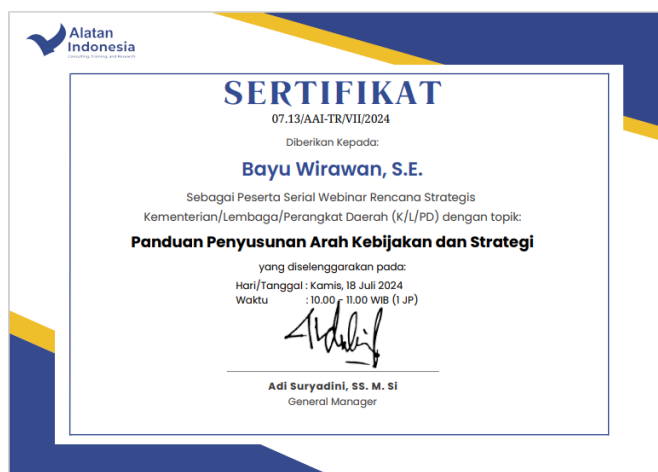 Alatan
Indonesia
Consulting, Training, and Research
SERTIFIKAT
07.13/AAI-TR/VII/2024
Diberikan Kepada:
Bayu Wirawan, S.E.
Sebagai Peserta Serial Webinar Rencana Strategis
Kementerian/Lembaga/Perangkat Daerah (K/L/PD) dengan topik:
Panduan Penyusunan Arah Kebijakan dan Strategi
yang diselenggarakan pada:
Hari/Tanggal : Kamis, 18 Juli 2024
Waktu : 10.00 - 11.00 WIB (1 JP)
Adi Suryadini, SS. M. Si
General Manager